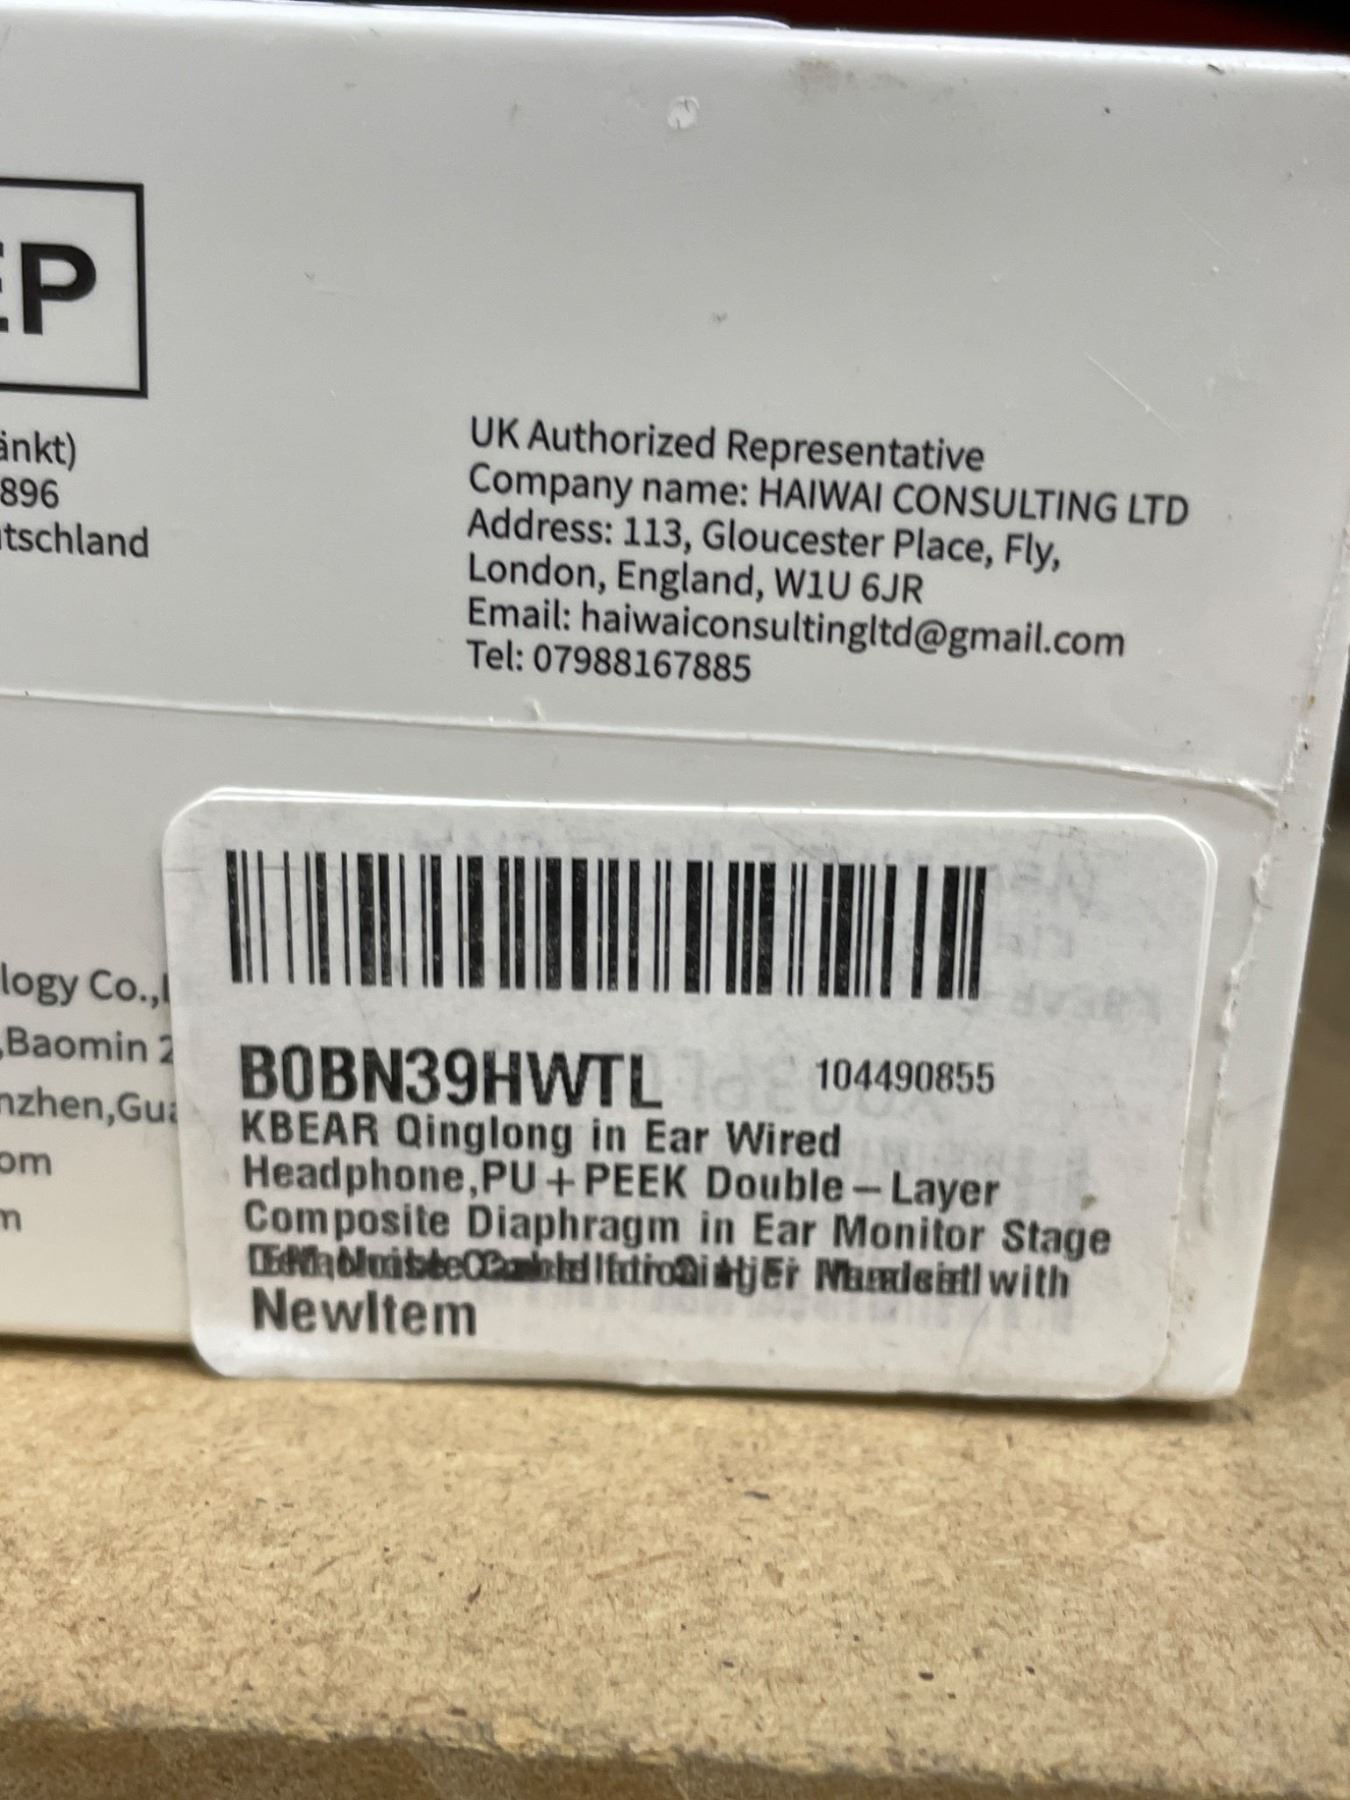 EP
änkt)
896
tschland
UK Authorized Representative
Company name: HAIWAI CONSULTING LTD
Address: 113, Gloucester Place, Fly,
London, England, W1U 6JR
Email: haiwaiconsultingltd@gmail.com
Tel: 07988167885
logy Co.,
,Baomin 2
nzhen,Gua
om
m
B0BN39HWTL 104490855
KBEAR Qinglong in Ear Wired
Headphone,PU+PEEK Double-Layer
Composite Diaphragm in Ear Monitor Stage
with
NewItem